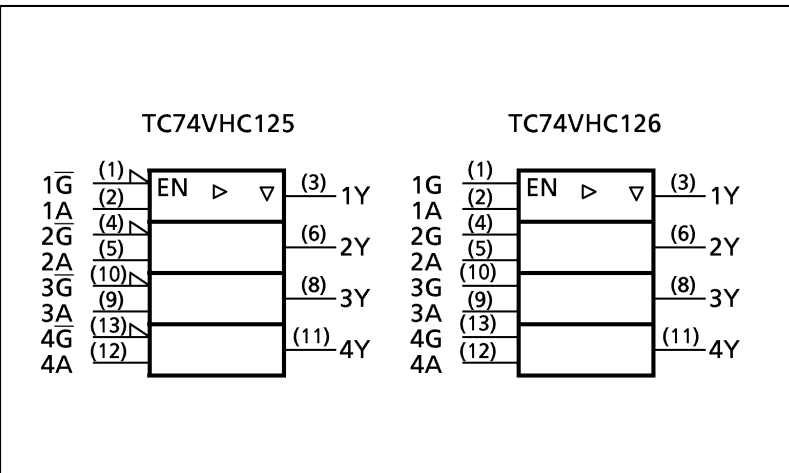 TC74VHC125
1G̅ (1) EN (3) 1Y
1A (2)
2G̅ (4) (6) 2Y
2A (5)
3G̅ (10) (8) 3Y
3A (9)
4G̅ (13) (11) 4Y
4A (12)
TC74VHC126
1G (1) EN (3) 1Y
1A (2)
2G (4) (6) 2Y
2A (5)
3G (10) (8) 3Y
3A (9)
4G (13) (11) 4Y
4A (12)